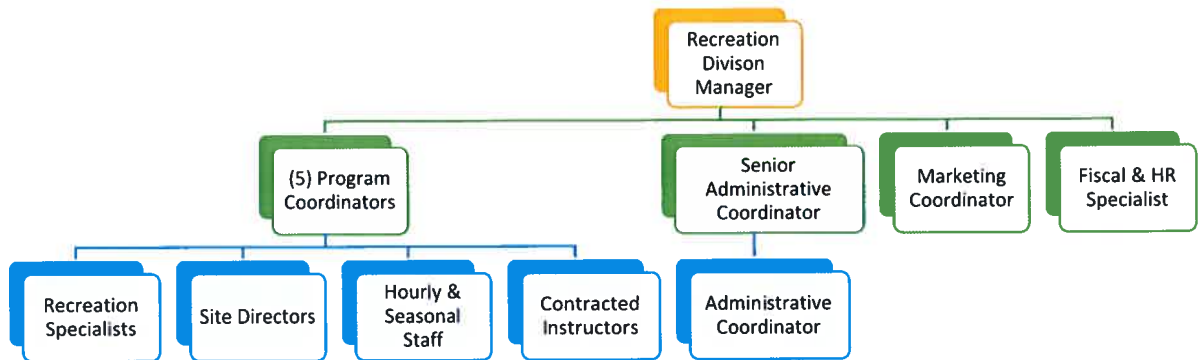 Recreation
Divison
Manager
(5) Program
Coordinators
Senior
Administrative
Coordinator
Marketing
Coordinator
Fiscal & HR
Specialist
Recreation
Specialists
Site Directors
Hourly &
Seasonal
Staff
Contracted
Instructors
Administrative
Coordinator